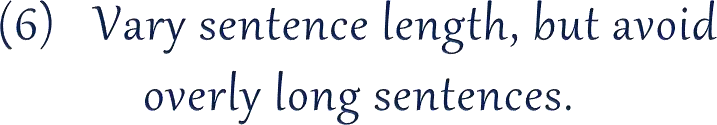 (6) Vary sentence length, but avoid
overly long sentences.